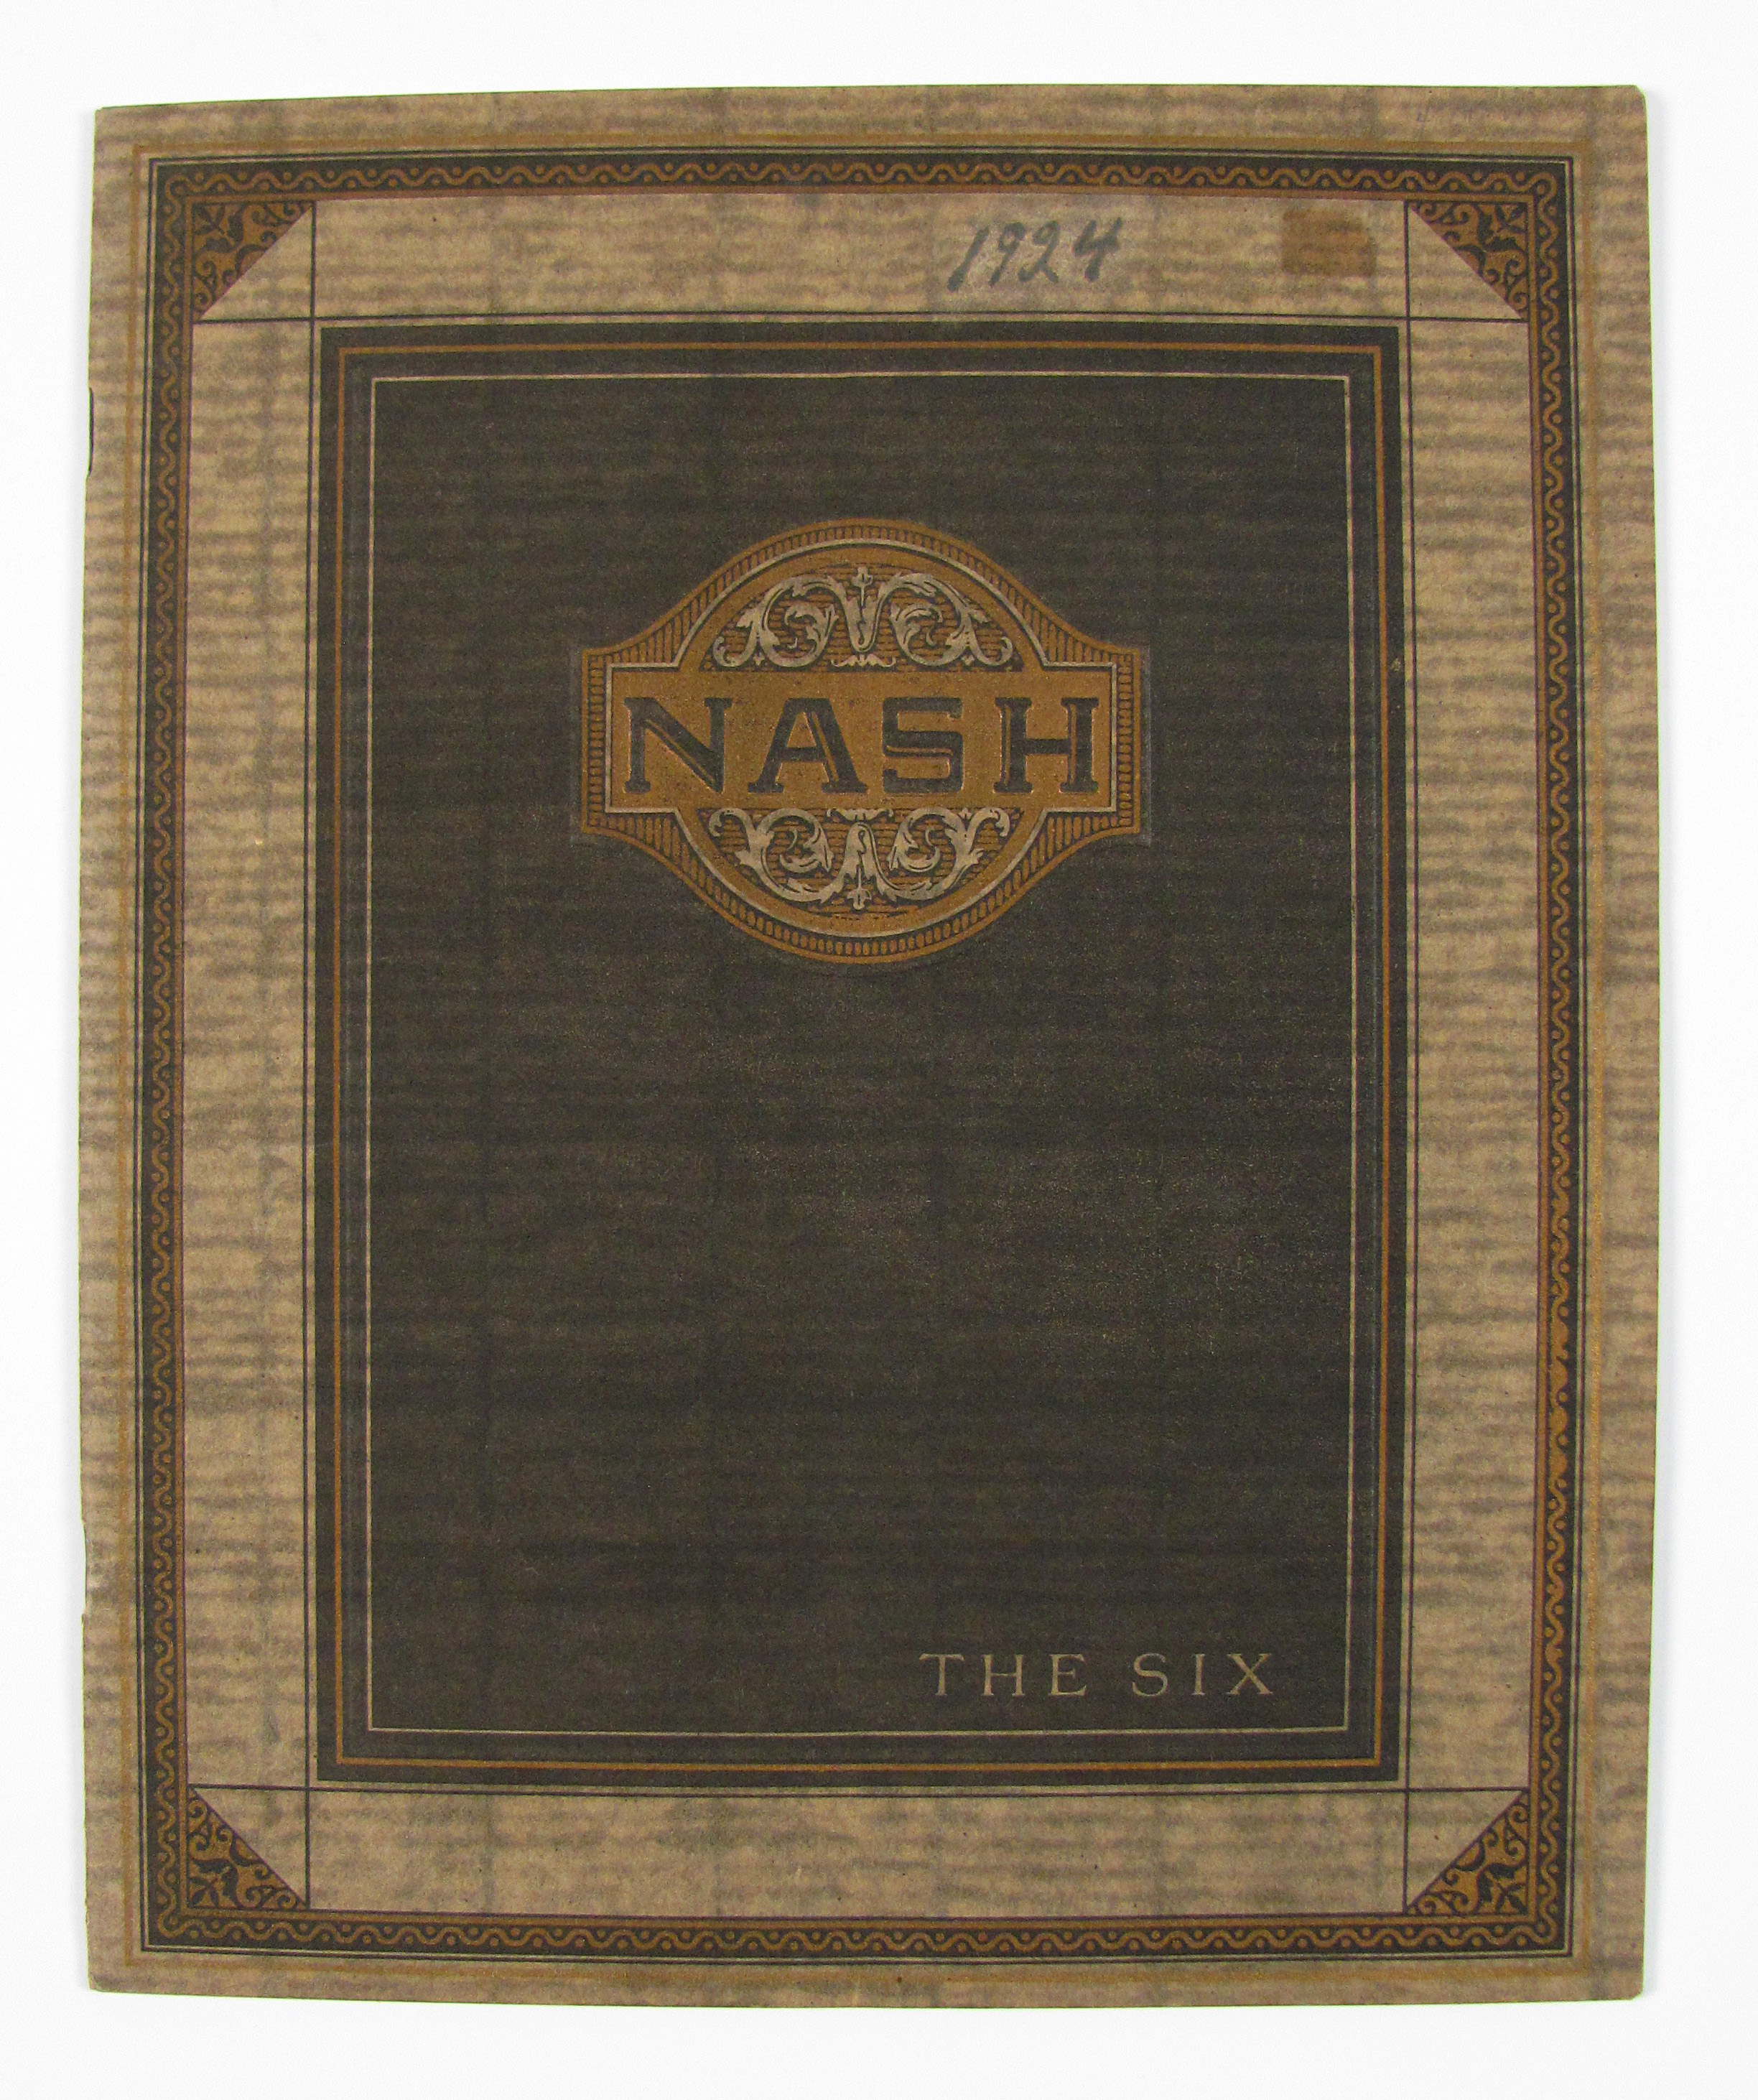 1924
NASH
THE SIX